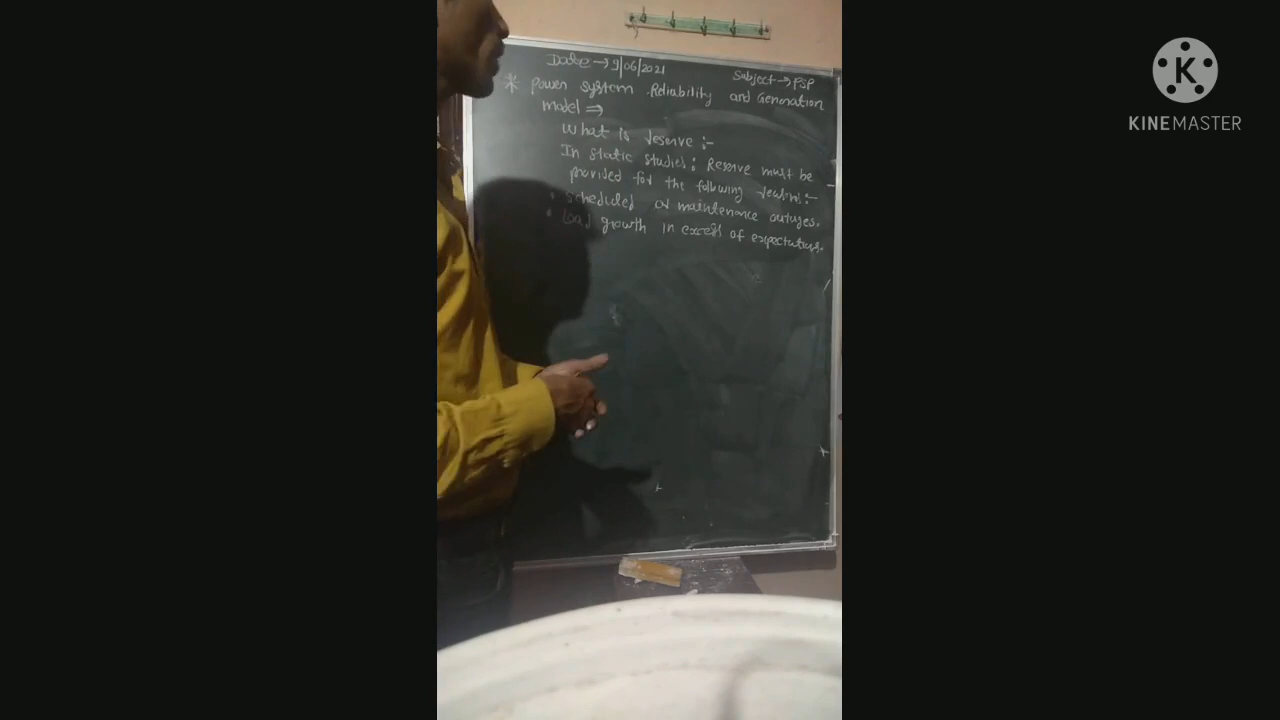 Date → 9/06/2021
Subject → PSP
* Power System Reliability and Generation
model ⇒
What is reserve :-
In static studies : Reserve must be
provided for the following reasons :-
• Scheduled or maintenance outages.
• Load growth in excess of expectations.
K
KINEMASTER